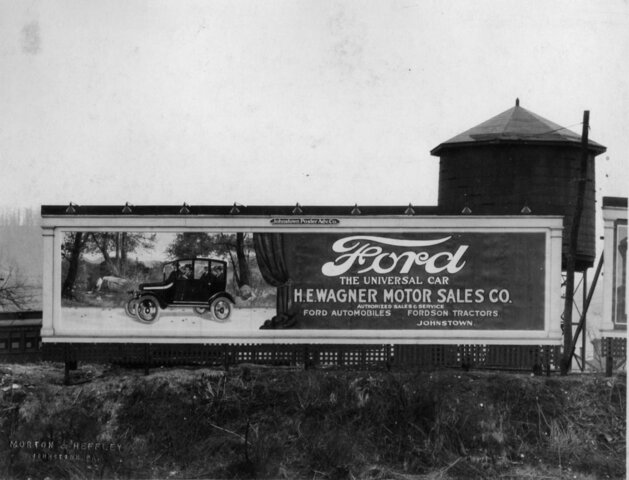 Johnstown Poster Adv. Co.
Ford
THE UNIVERSAL CAR
H.E. WAGNER MOTOR SALES CO.
AUTHORIZED SALES & SERVICE
FORD AUTOMOBILES FORDSON TRACTORS
JOHNSTOWN.
MORTON & HEFFLEY
JOHNSTOWN, PA.